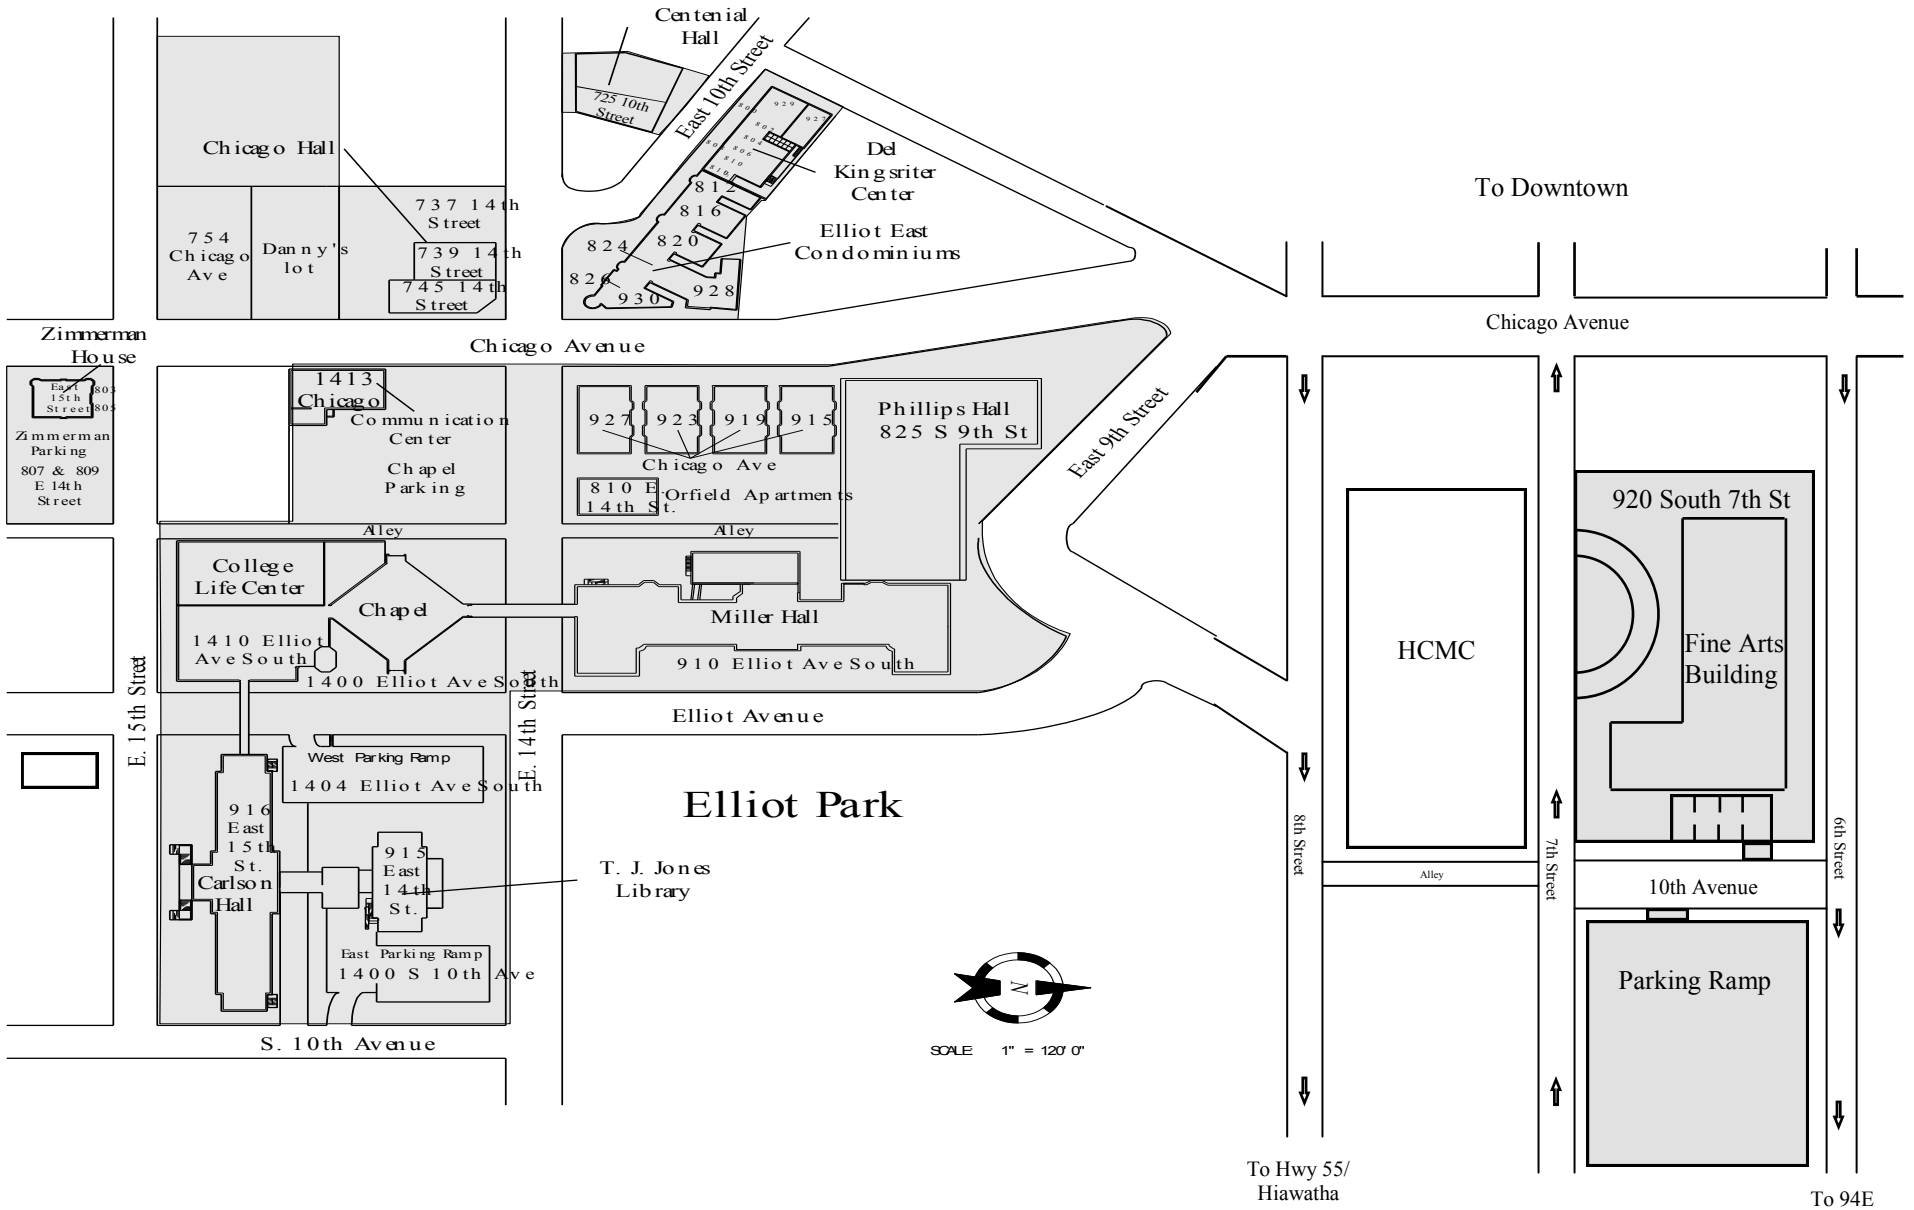 Centenial
Hall
725 10th
Street
East 10th Street
Chicago Hall
737 14th
Street
739 14th
Street
745 14th
Street
754
Chicago
Ave
Danny's
lot
929
927
802
804
806
810
812
816
820
824
826
930
928
Del
Kingsriter
Center
Elliot East
Condominiums
To Downtown
Zimmerman
House
East
15th
Street
803
805
Zimmerman
Parking
807 & 809
E 14th
Street
Chicago Avenue
Chicago Avenue
1413
Chicago
Communication
Center
Chapel
Parking
927
923
919
915
Chicago Ave
810 E.
14th St.
Orfield Apartments
Phillips Hall
825 S 9th St
East 9th Street
Alley
Alley
College
Life Center
Chapel
1410 Elliot
Ave South
1400 Elliot Ave South
Miller Hall
910 Elliot Ave South
E. 15th Street
E. 14th Street
Elliot Avenue
West Parking Ramp
1404 Elliot Ave South
916
East
15th
St.
Carlson
Hall
915
East
14th
St.
T. J. Jones
Library
East Parking Ramp
1400 S 10th Ave
S. 10th Avenue
Elliot Park
N
SCALE: 1" = 120' 0"
HCMC
920 South 7th St
Fine Arts
Building
8th Street
7th Street
6th Street
Alley
10th Avenue
Parking Ramp
To Hwy 55/
Hiawatha
To 94E